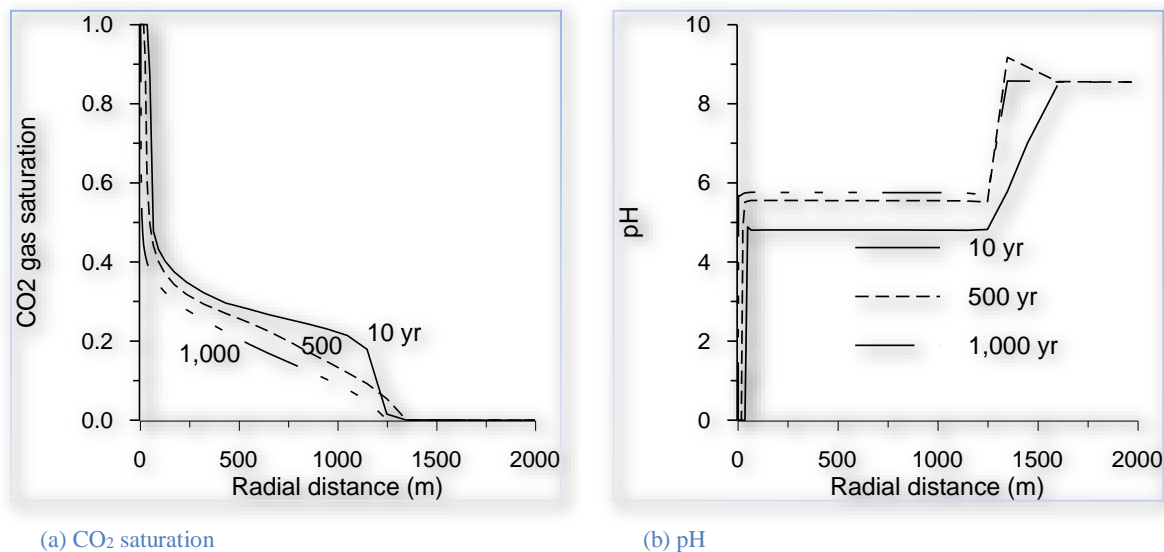 1.0
0.8
0.6
0.4
0.2
0.0
CO2 gas saturation
10 yr
500
1,000
0 500 1000 1500 2000
Radial distance (m)
(a) CO₂ saturation
10
8
6
4
2
0
pH
10 yr
500 yr
1,000 yr
0 500 1000 1500 2000
Radial distance (m)
(b) pH